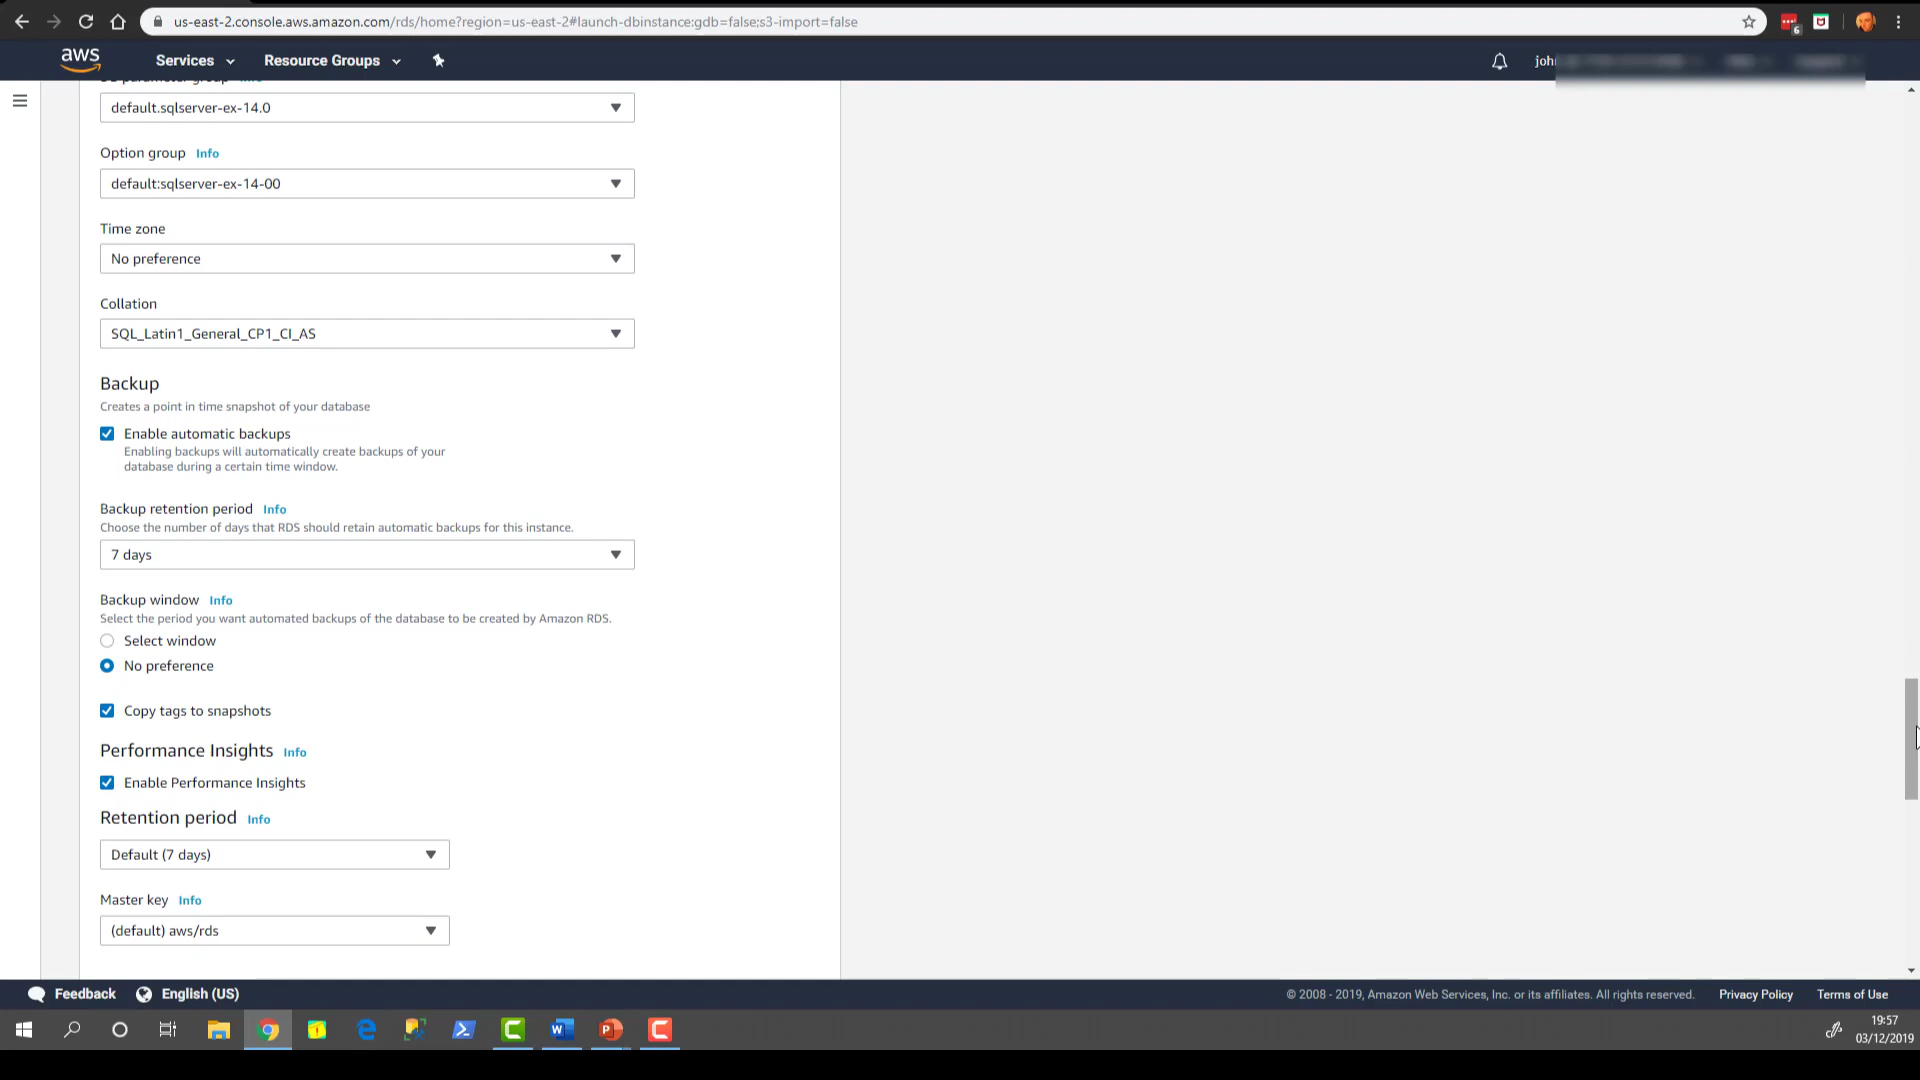 us-east-2.console.aws.amazon.com/rds/home?region=us-east-2#launch-dbinstance:gdb=false;s3-import=false
6
aws
Services
Resource Groups
joh
default.sqlserver-ex-14.0
Option group Info
default:sqlserver-ex-14-00
Time zone
No preference
Collation
SQL_Latin1_General_CP1_CI_AS
Backup
Creates a point in time snapshot of your database
Enable automatic backups
Enabling backups will automatically create backups of your
database during a certain time window.
Backup retention period Info
Choose the number of days that RDS should retain automatic backups for this instance.
7 days
Backup window Info
Select the period you want automated backups of the database to be created by Amazon RDS.
Select window
No preference
Copy tags to snapshots
Performance Insights Info
Enable Performance Insights
Retention period Info
Default (7 days)
Master key Info
(default) aws/rds
Feedback
English (US)
© 2008 - 2019, Amazon Web Services, Inc. or its affiliates. All rights reserved.
Privacy Policy
Terms of Use
19:57
03/12/2019